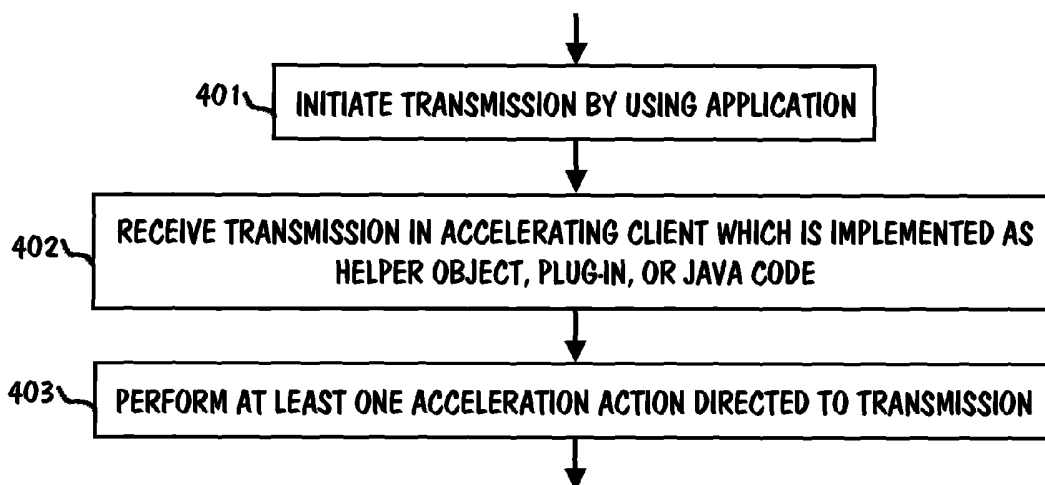 401 INITIATE TRANSMISSION BY USING APPLICATION
402 RECEIVE TRANSMISSION IN ACCELERATING CLIENT WHICH IS IMPLEMENTED AS
HELPER OBJECT, PLUG-IN, OR JAVA CODE
403 PERFORM AT LEAST ONE ACCELERATION ACTION DIRECTED TO TRANSMISSION